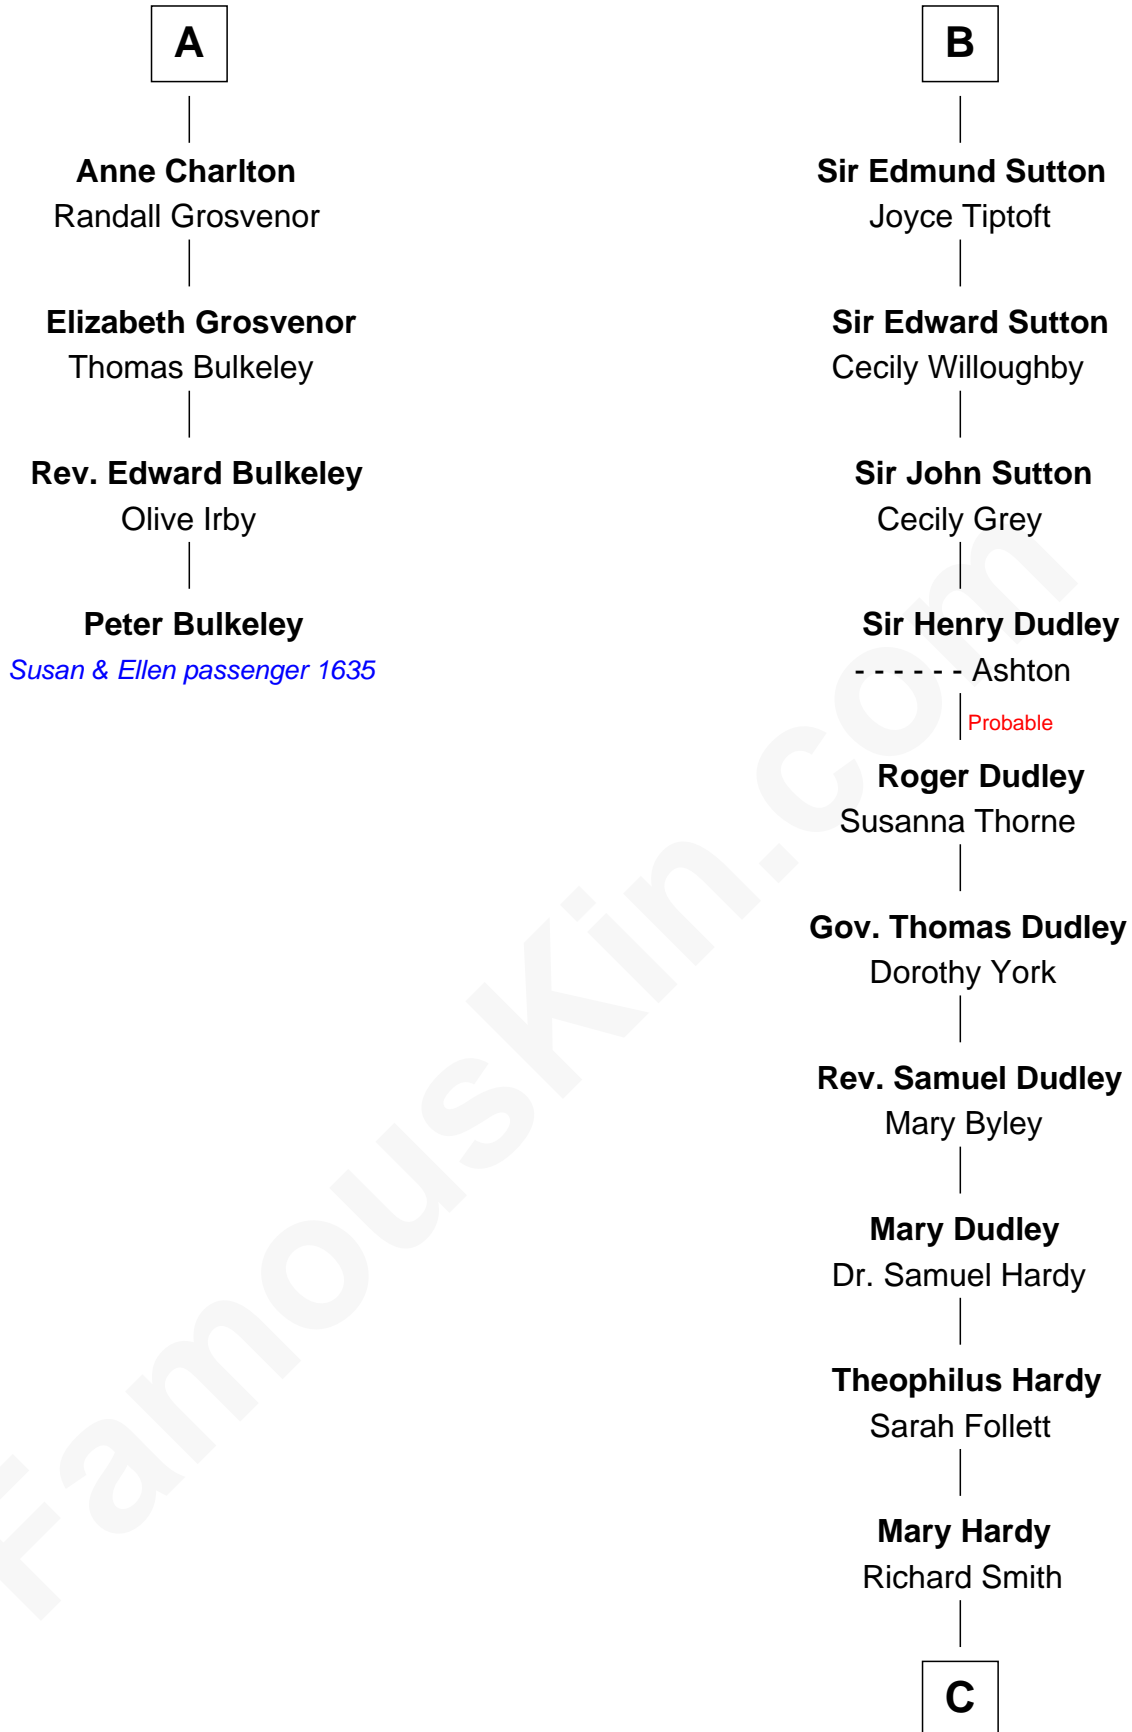 A
Anne Charlton
Randall Grosvenor
Elizabeth Grosvenor
Thomas Bulkeley
Rev. Edward Bulkeley
Olive Irby
Peter Bulkeley
Susan & Ellen passenger 1635
B
Sir Edmund Sutton
Joyce Tiptoft
Sir Edward Sutton
Cecily Willoughby
Sir John Sutton
Cecily Grey
Sir Henry Dudley
- - - - - - Ashton
Probable
Roger Dudley
Susanna Thorne
Gov. Thomas Dudley
Dorothy York
Rev. Samuel Dudley
Mary Byley
Mary Dudley
Dr. Samuel Hardy
Theophilus Hardy
Sarah Follett
Mary Hardy
Richard Smith
C
FamousKin.com